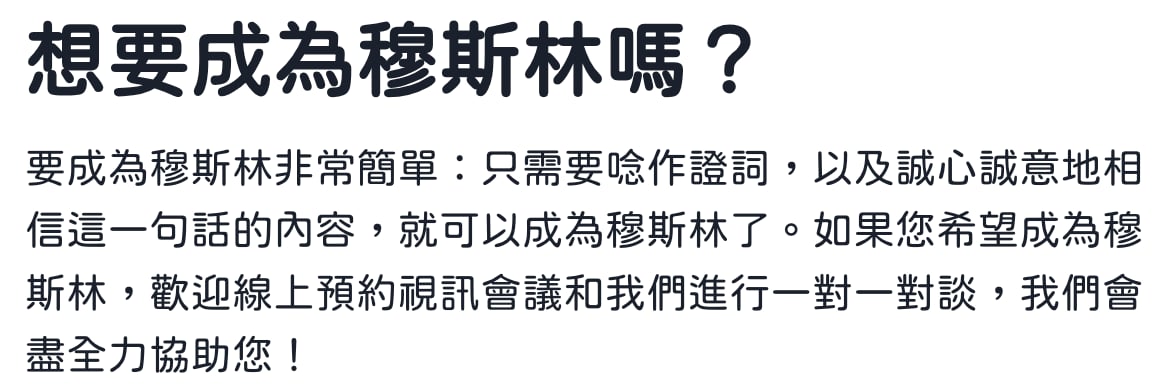 想要成為穆斯林嗎？
要成為穆斯林非常簡單：只需要唸作證詞，以及誠心誠意地相
信這一句話的內容，就可以成為穆斯林了。如果您希望成為穆
斯林，歡迎線上預約視訊會議和我們進行一對一對談，我們會
盡全力協助您！